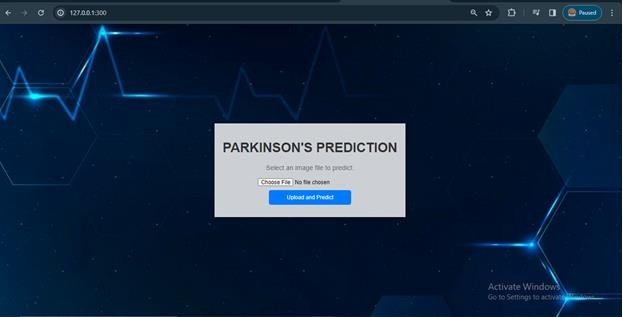 127.0.0.1:300
Paused
PARKINSON'S PREDICTION
Select an image file to predict.
Choose File No file chosen
Upload and Predict
Activate Windows
Go to Settings to activate Windows.